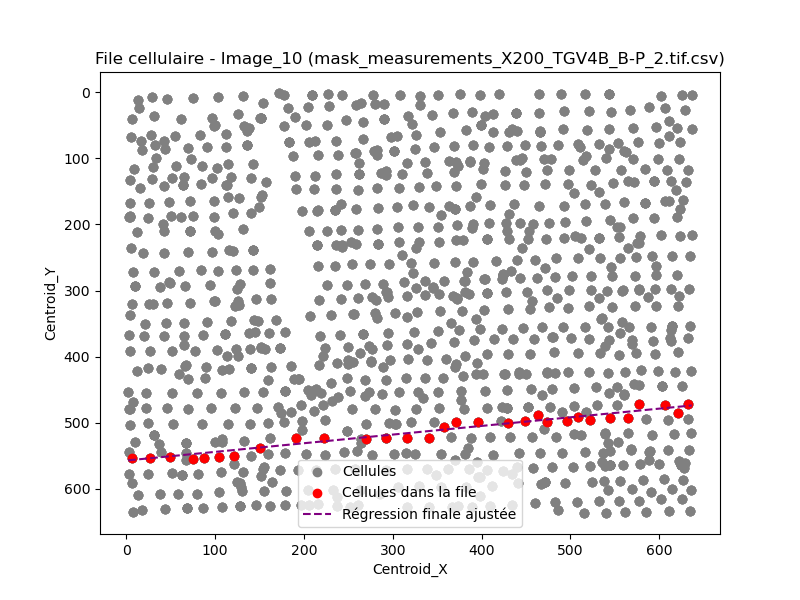 File cellulaire - Image_10 (mask_measurements_X200_TGV4B_B-P_2.tif.csv)
Centroid_Y
0
100
200
300
400
500
600
Cellules
Cellules dans la file
Régression finale ajustée
0 100 200 300 400 500 600
Centroid_X